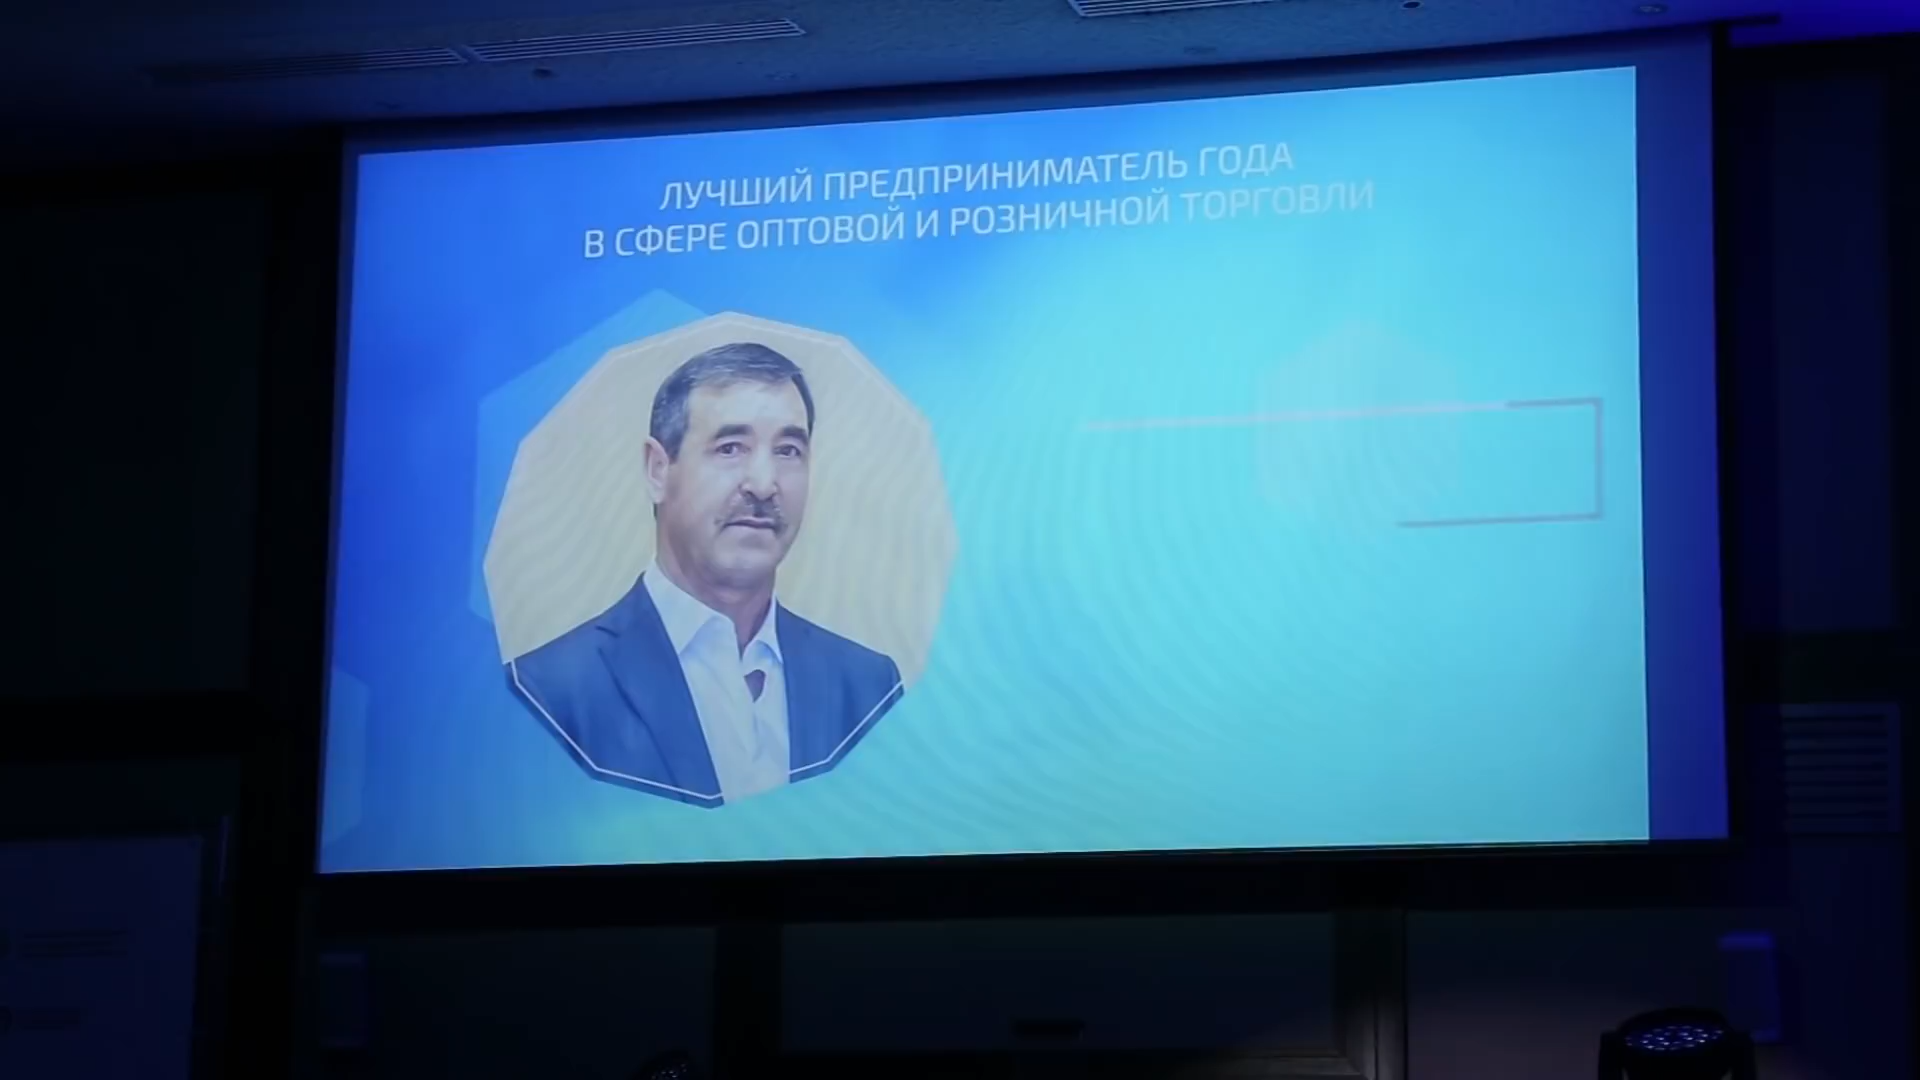 ЛУЧШИЙ ПРЕДПРИНИМАТЕЛЬ ГОДА
В СФЕРЕ ОПТОВОЙ И РОЗНИЧНОЙ ТОРГОВЛИ